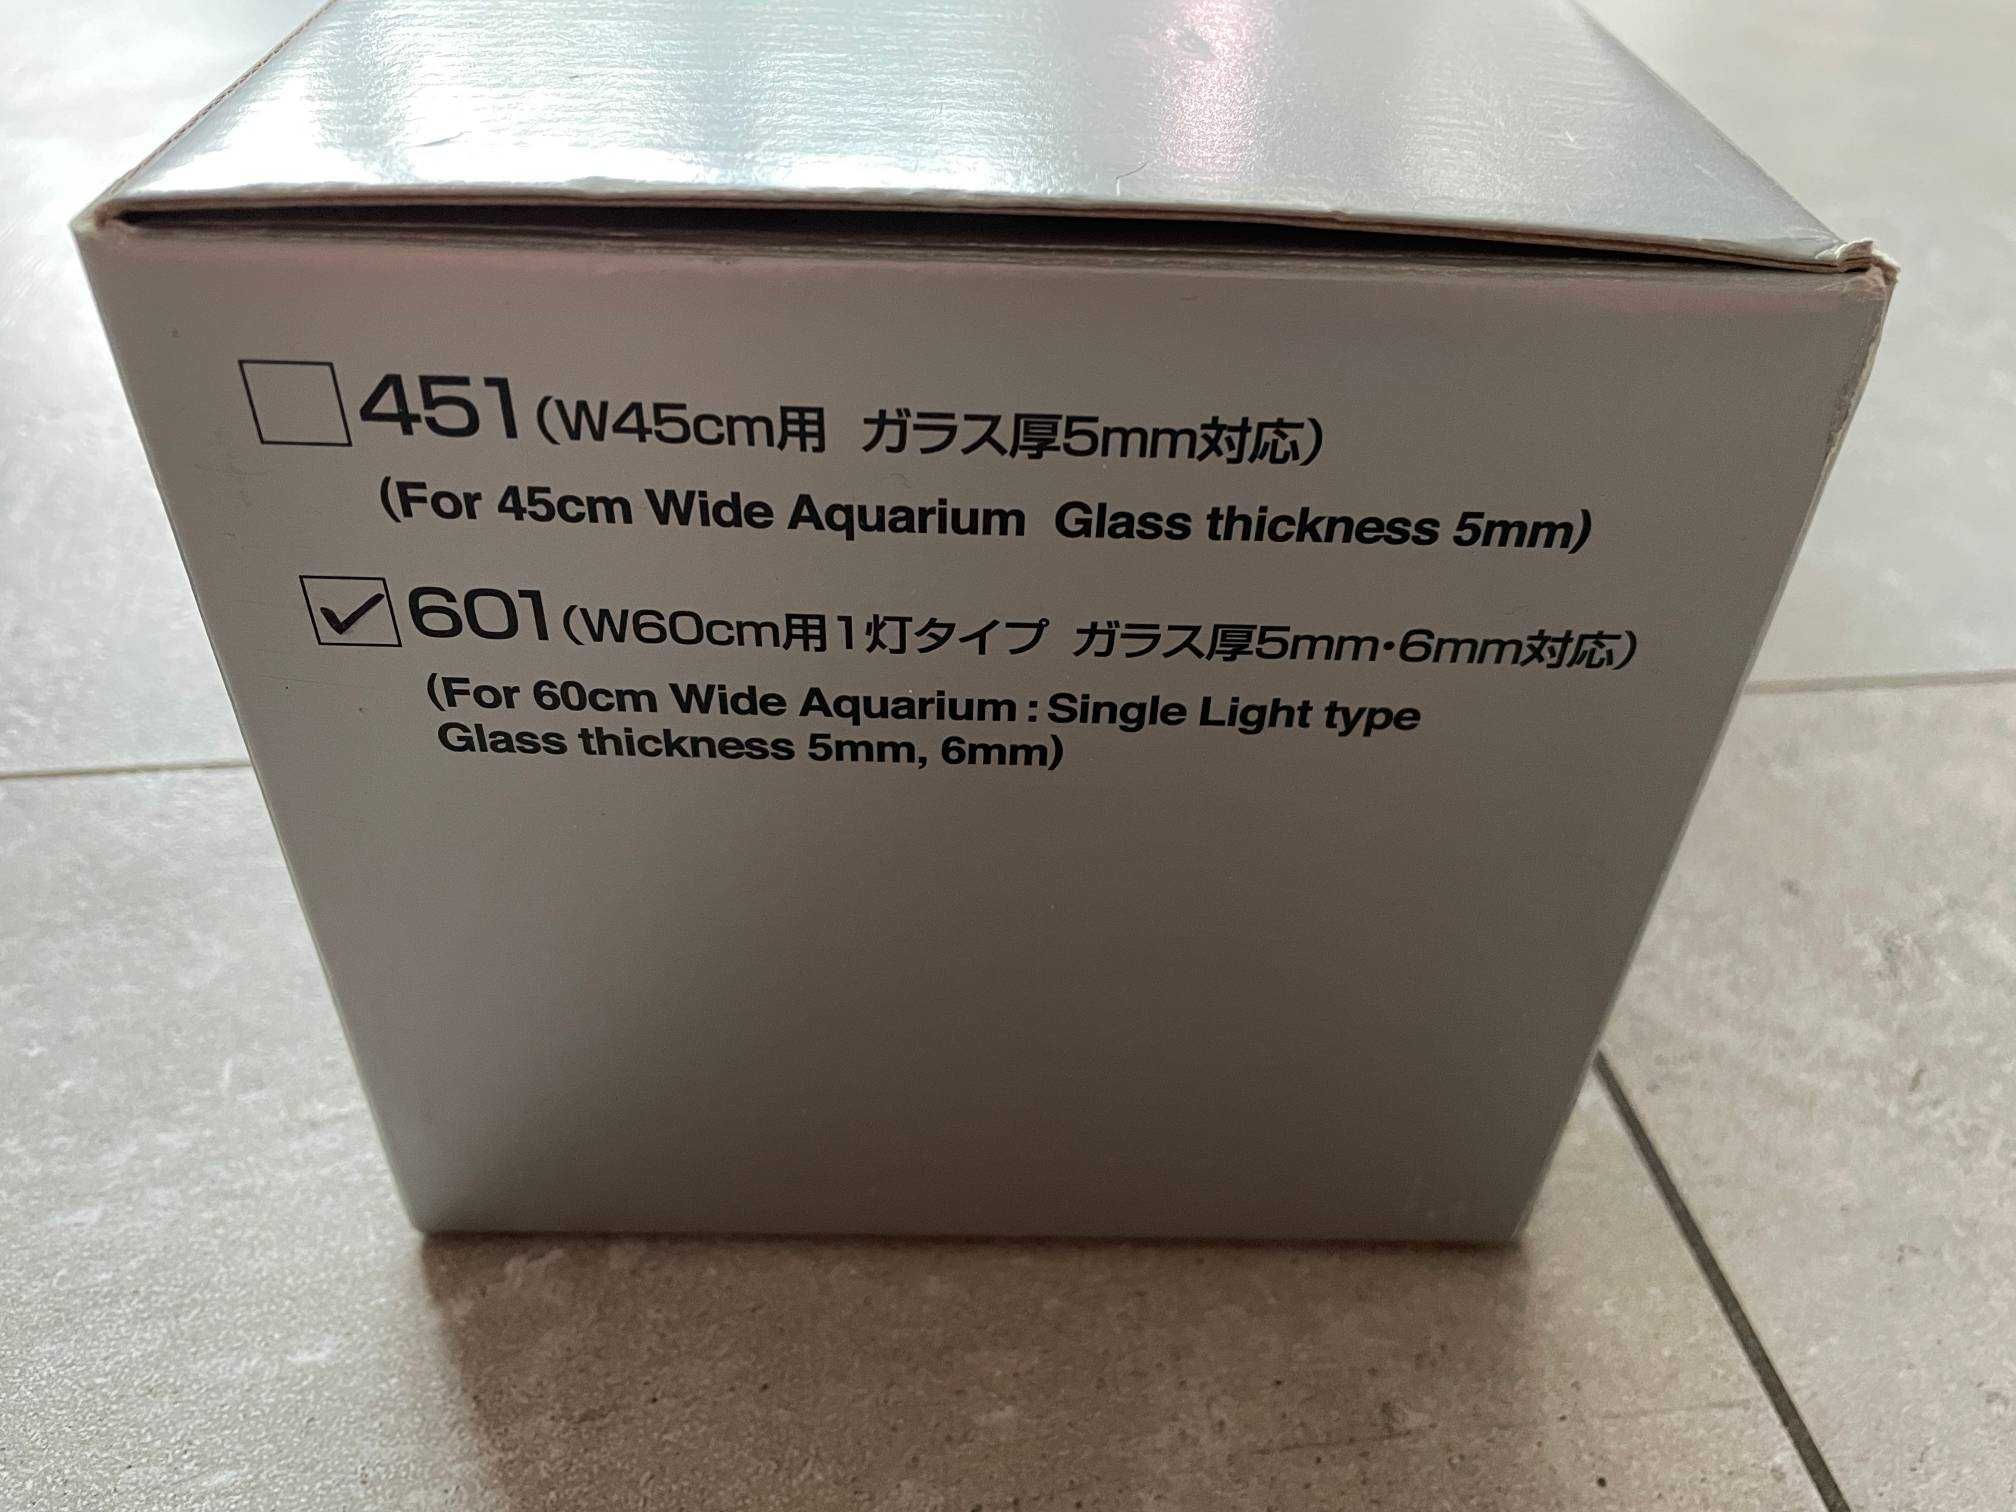 451(W45cm用 ガラス厚5mm対応)
(For 45cm Wide Aquarium Glass thickness 5mm)
601(W60cm用1灯タイプ ガラス厚5mm・6mm対応)
(For 60cm Wide Aquarium : Single Light type
Glass thickness 5mm, 6mm)